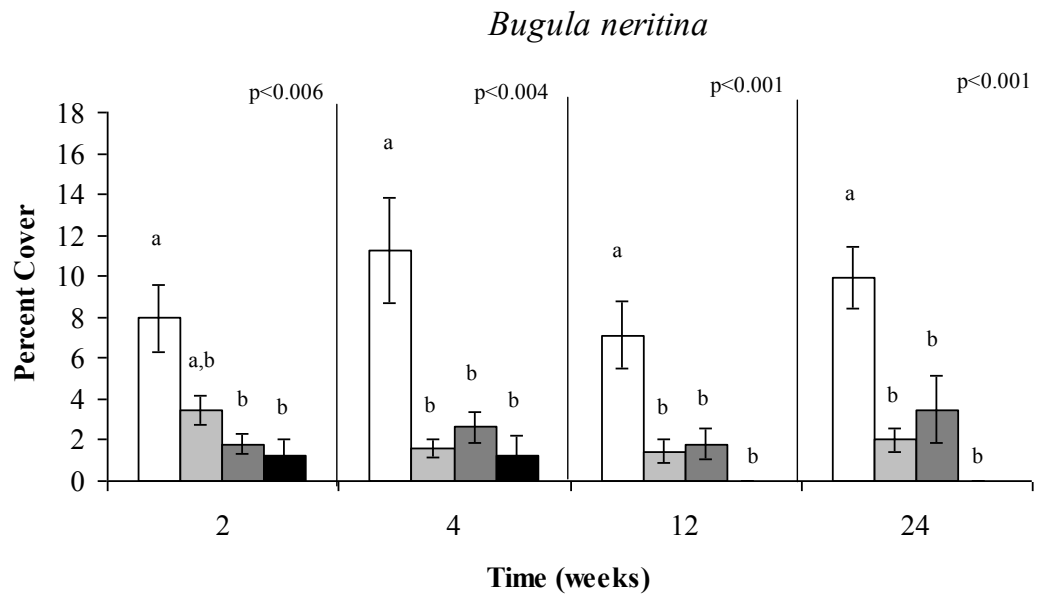 Bugula neritina
p<0.006 p<0.004 p<0.001 p<0.001
18
16
14
12
10
8
6
4
2
0
Percent Cover
a a a a
a,b b b
b b b
b b b
b b b
2 4 12 24
Time (weeks)